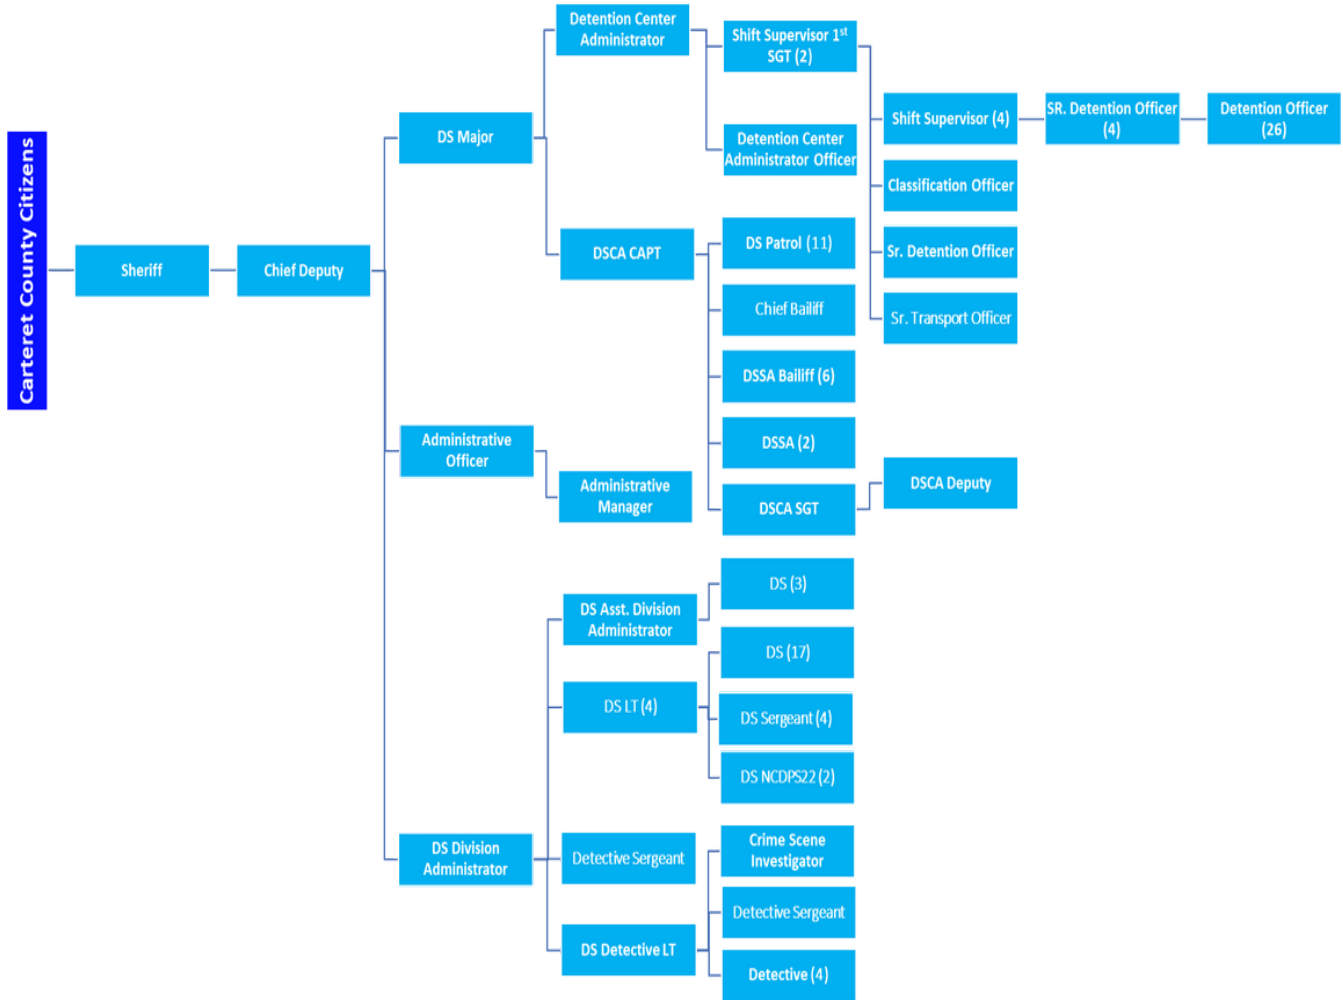 Carteret County Citizens
Sheriff
Chief Deputy
DS Major
Administrative
Officer
DS Division
Administrator
Detention Center
Administrator
DSCA CAPT
Administrative
Manager
DS Asst. Division
Administrator
DS LT (4)
Detective Sergeant
DS Detective LT
Shift Supervisor 1st
SGT (2)
Detention Center
Administrator Officer
DS Patrol (11)
Chief Bailiff
DSSA Bailiff (6)
DSSA (2)
DSCA SGT
DS (3)
DS (17)
DS Sergeant (4)
DS NCDPS22 (2)
Crime Scene
Investigator
Detective Sergeant
Detective (4)
Shift Supervisor (4)
Classification Officer
Sr. Detention Officer
Sr. Transport Officer
DSCA Deputy
SR. Detention Officer
(4)
Detention Officer
(26)